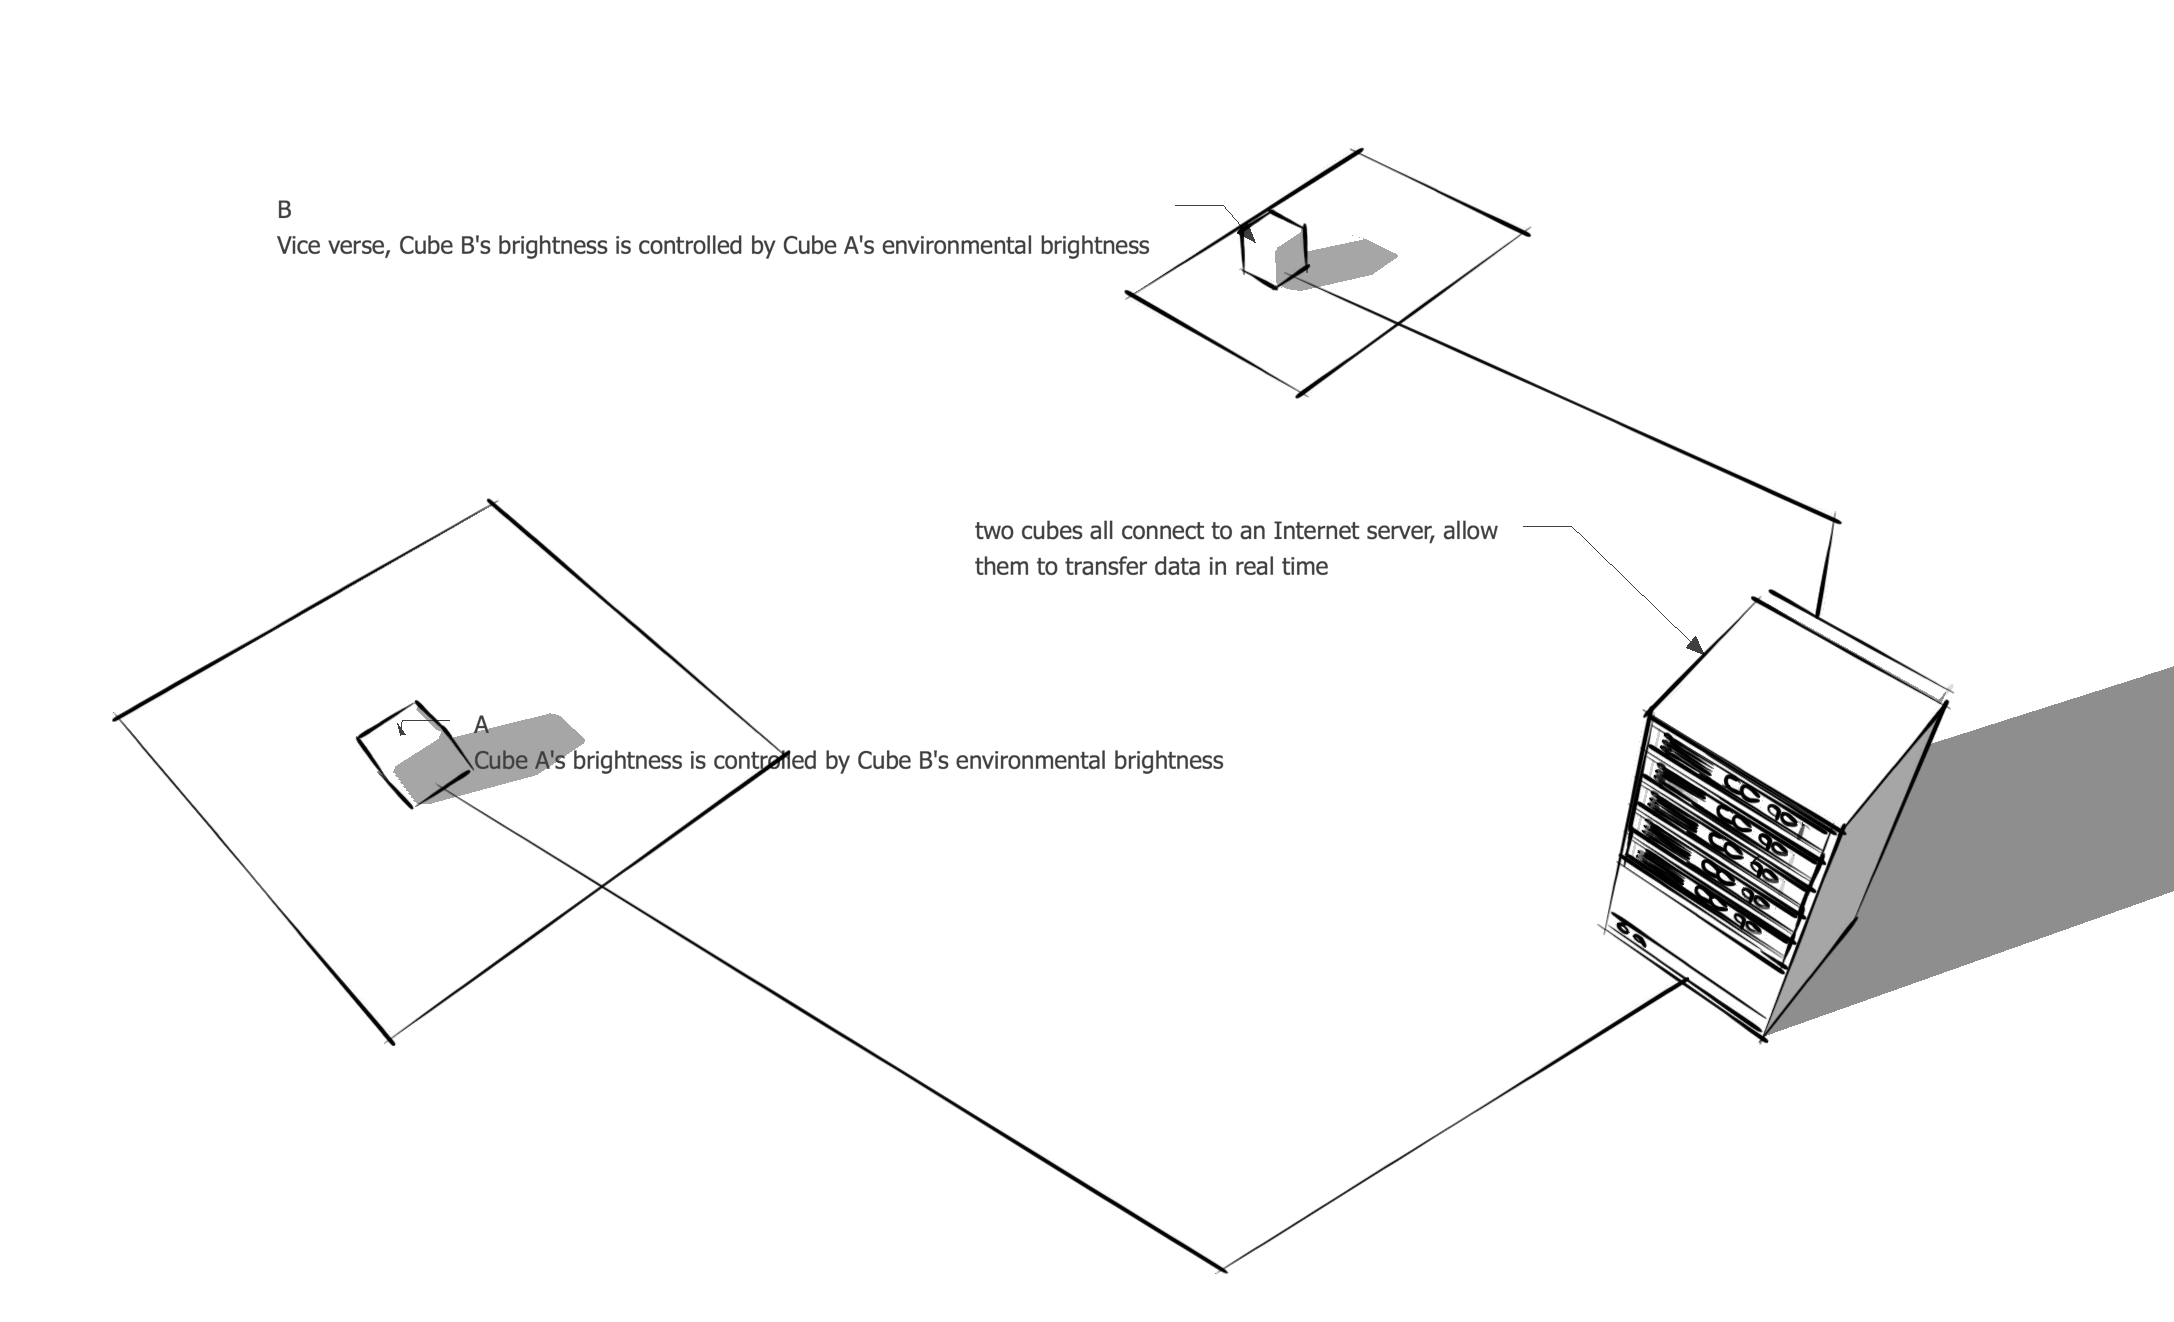 B
Vice verse, Cube B's brightness is controlled by Cube A's environmental brightness
two cubes all connect to an Internet server, allow
them to transfer data in real time
A
Cube A's brightness is controlled by Cube B's environmental brightness